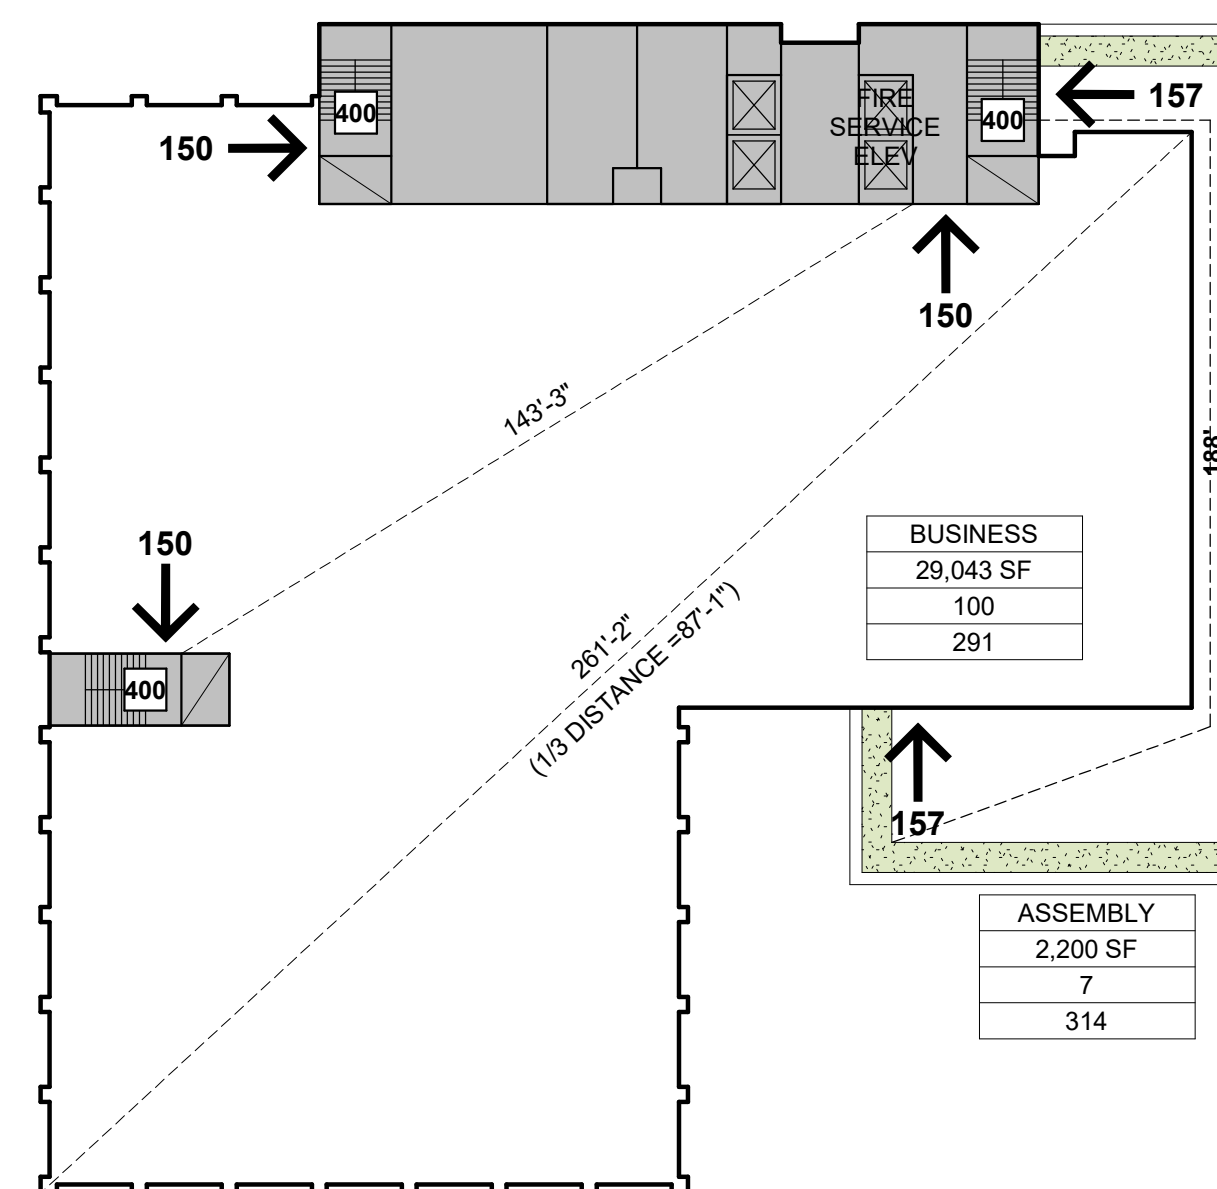 400
FIRE
SERVICE
ELEV
400
157
150
150
143'-3"
188'
150
BUSINESS
29,043 SF
100
291
261'-2"
(1/3 DISTANCE =87'-1")
400
157
ASSEMBLY
2,200 SF
7
314